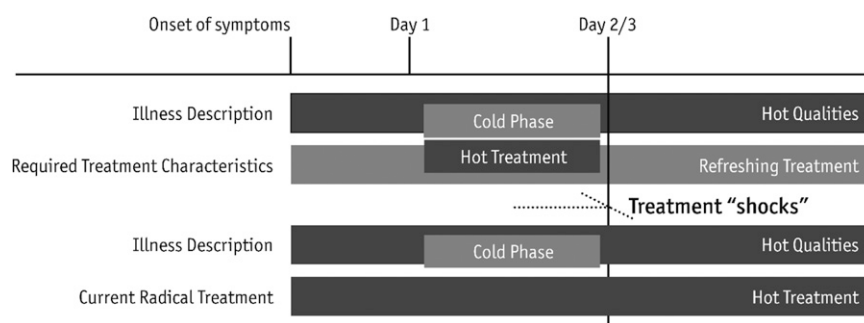 Onset of symptoms Day 1 Day 2/3
Illness Description Cold Phase Hot Qualities
Required Treatment Characteristics Hot Treatment Refreshing Treatment
Treatment “shocks”
Illness Description Cold Phase Hot Qualities
Current Radical Treatment Hot Treatment